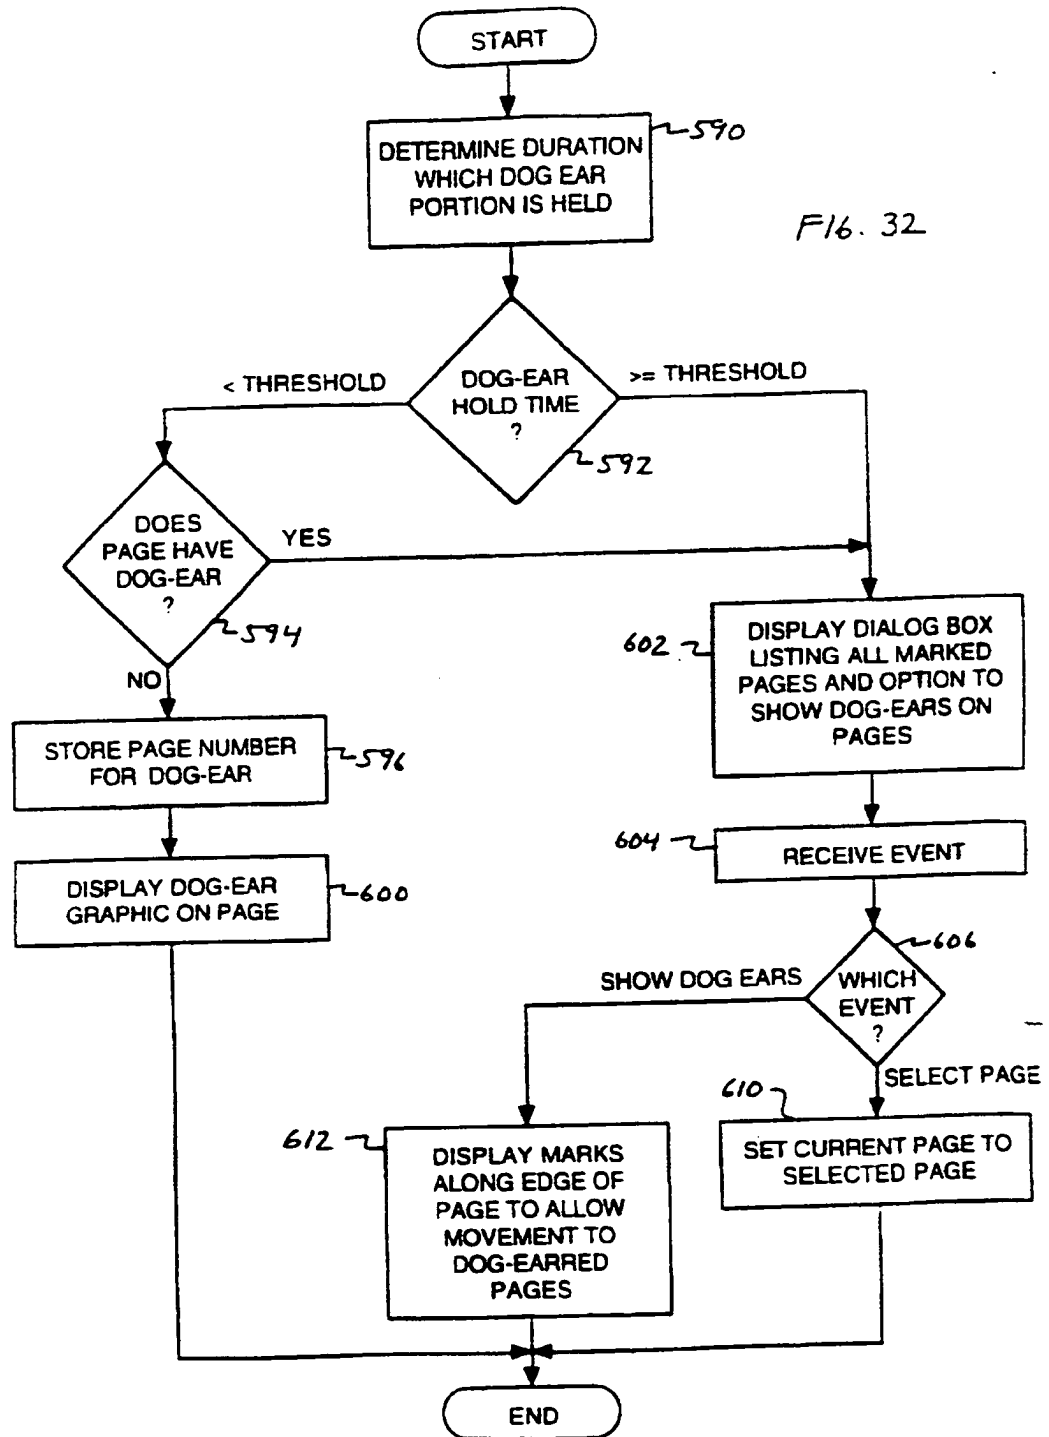 START
DETERMINE DURATION
WHICH DOG EAR
PORTION IS HELD
590
FIG. 32
< THRESHOLD
DOG-EAR
HOLD TIME
?
>= THRESHOLD
592
DOES
PAGE HAVE
DOG-EAR
?
YES
594
NO
602
DISPLAY DIALOG BOX
LISTING ALL MARKED
PAGES AND OPTION TO
SHOW DOG-EARS ON
PAGES
STORE PAGE NUMBER
FOR DOG-EAR
596
604
RECEIVE EVENT
DISPLAY DOG-EAR
GRAPHIC ON PAGE
600
606
SHOW DOG EARS
WHICH
EVENT
?
SELECT PAGE
610
SET CURRENT PAGE TO
SELECTED PAGE
612
DISPLAY MARKS
ALONG EDGE OF
PAGE TO ALLOW
MOVEMENT TO
DOG-EARRED
PAGES
END